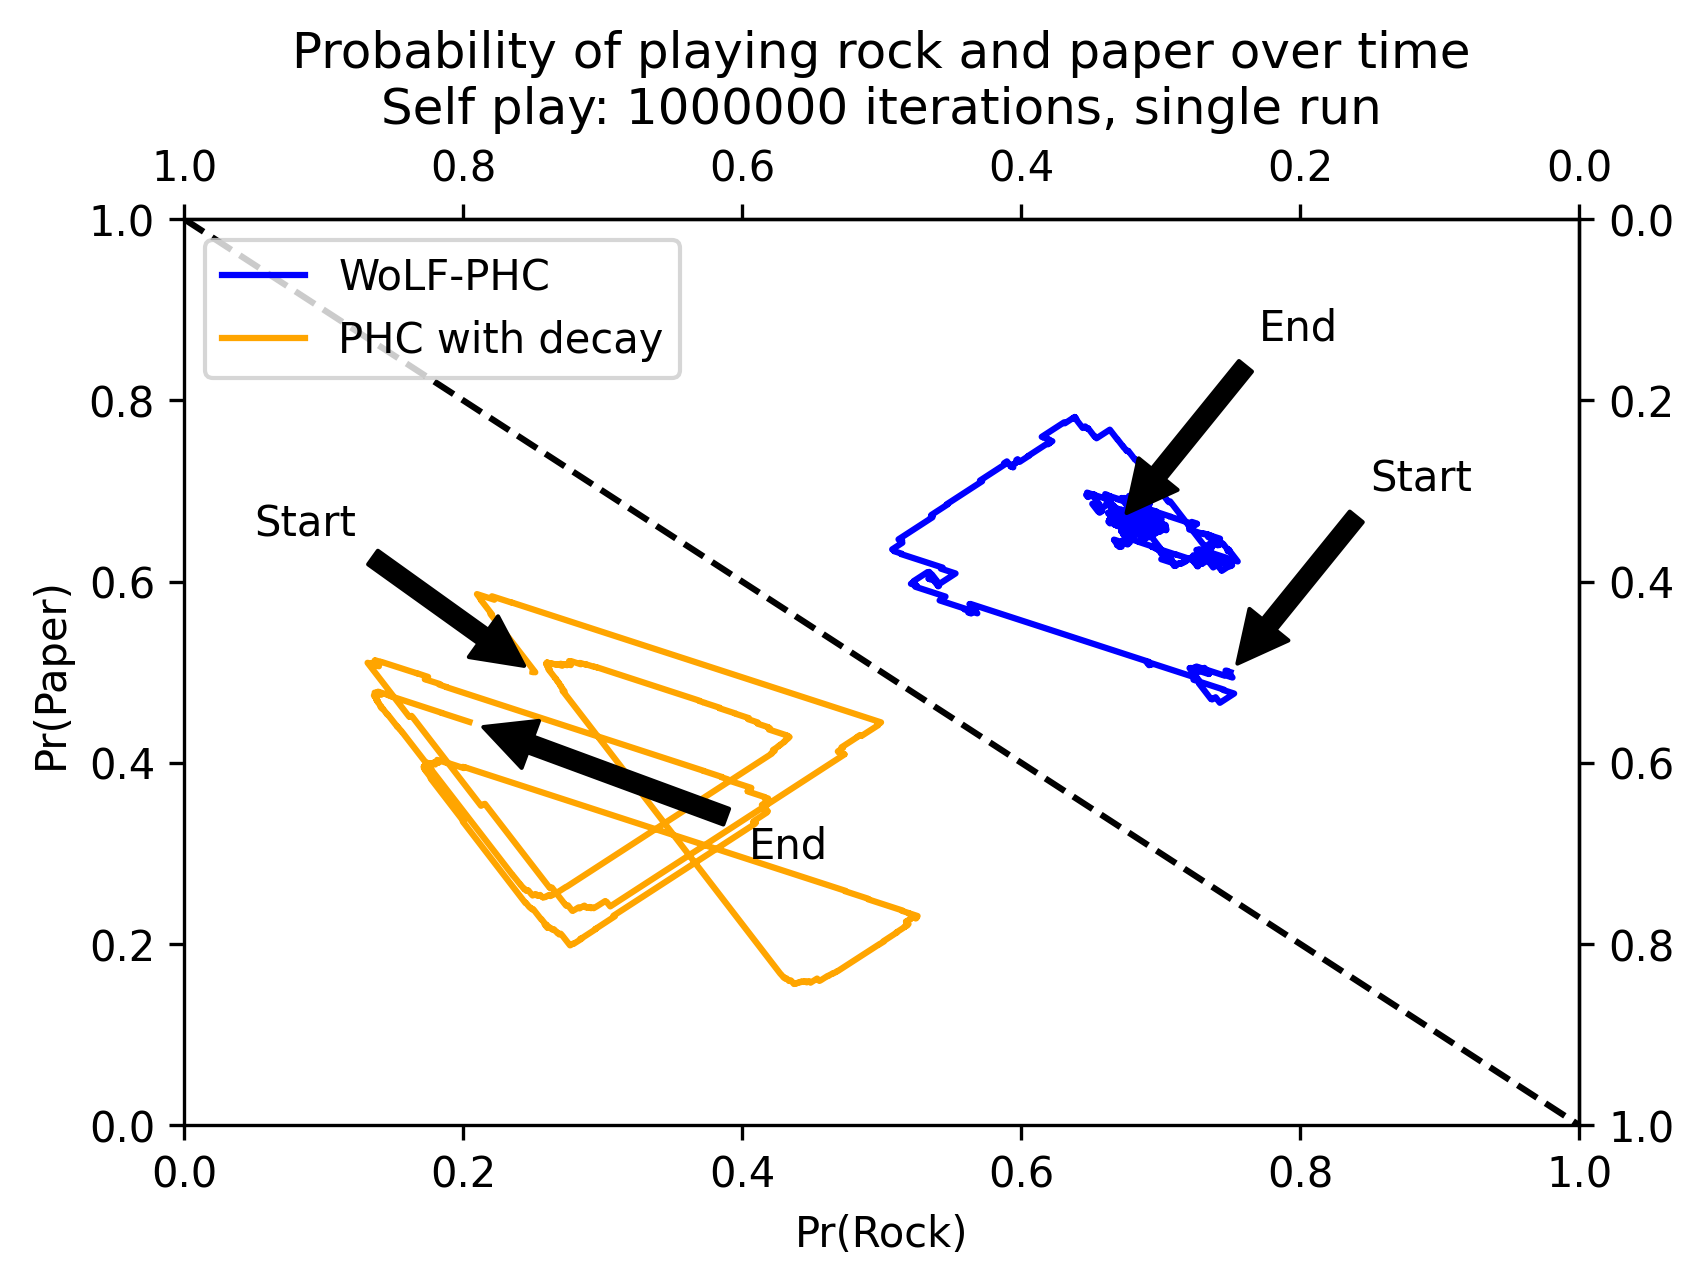 Probability of playing rock and paper over time
Self play: 1000000 iterations, single run
1.0 0.8 0.6 0.4 0.2 0.0
1.0 0.0
WoLF-PHC
PHC with decay
End
0.8 0.2
Start
Start
0.6 0.4
Pr(Paper)
0.4 0.6
End
0.2 0.8
0.0 1.0
0.0 0.2 0.4 0.6 0.8 1.0
Pr(Rock)